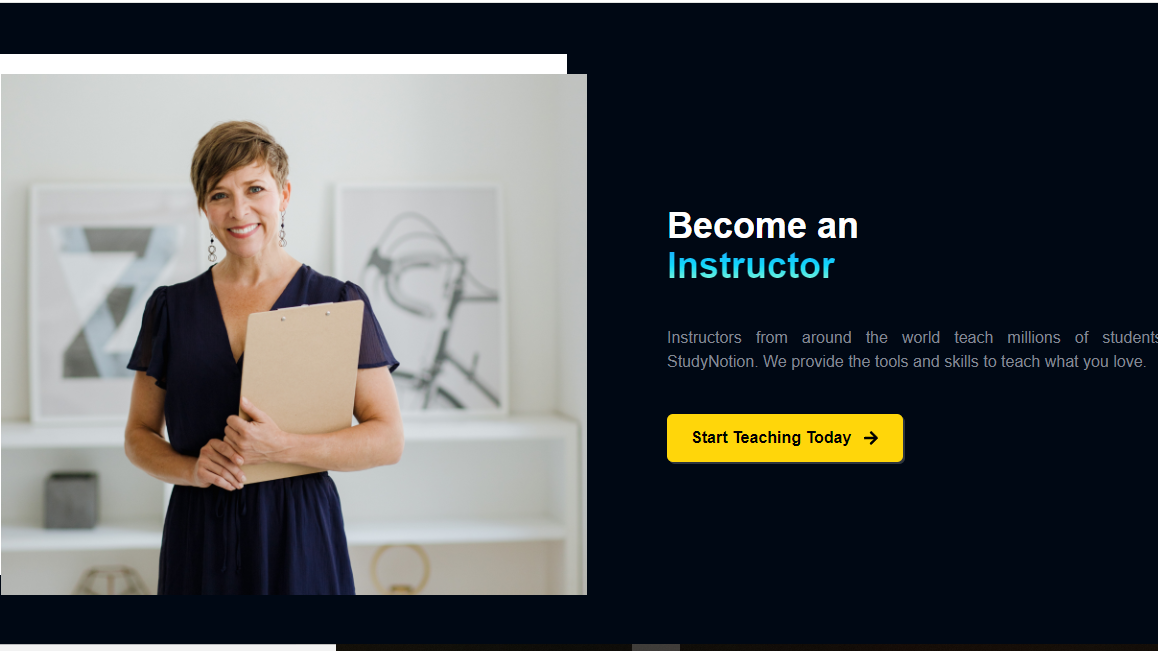 Become an
Instructor
Instructors from around the world teach millions of students
StudyNotion. We provide the tools and skills to teach what you love.
Start Teaching Today